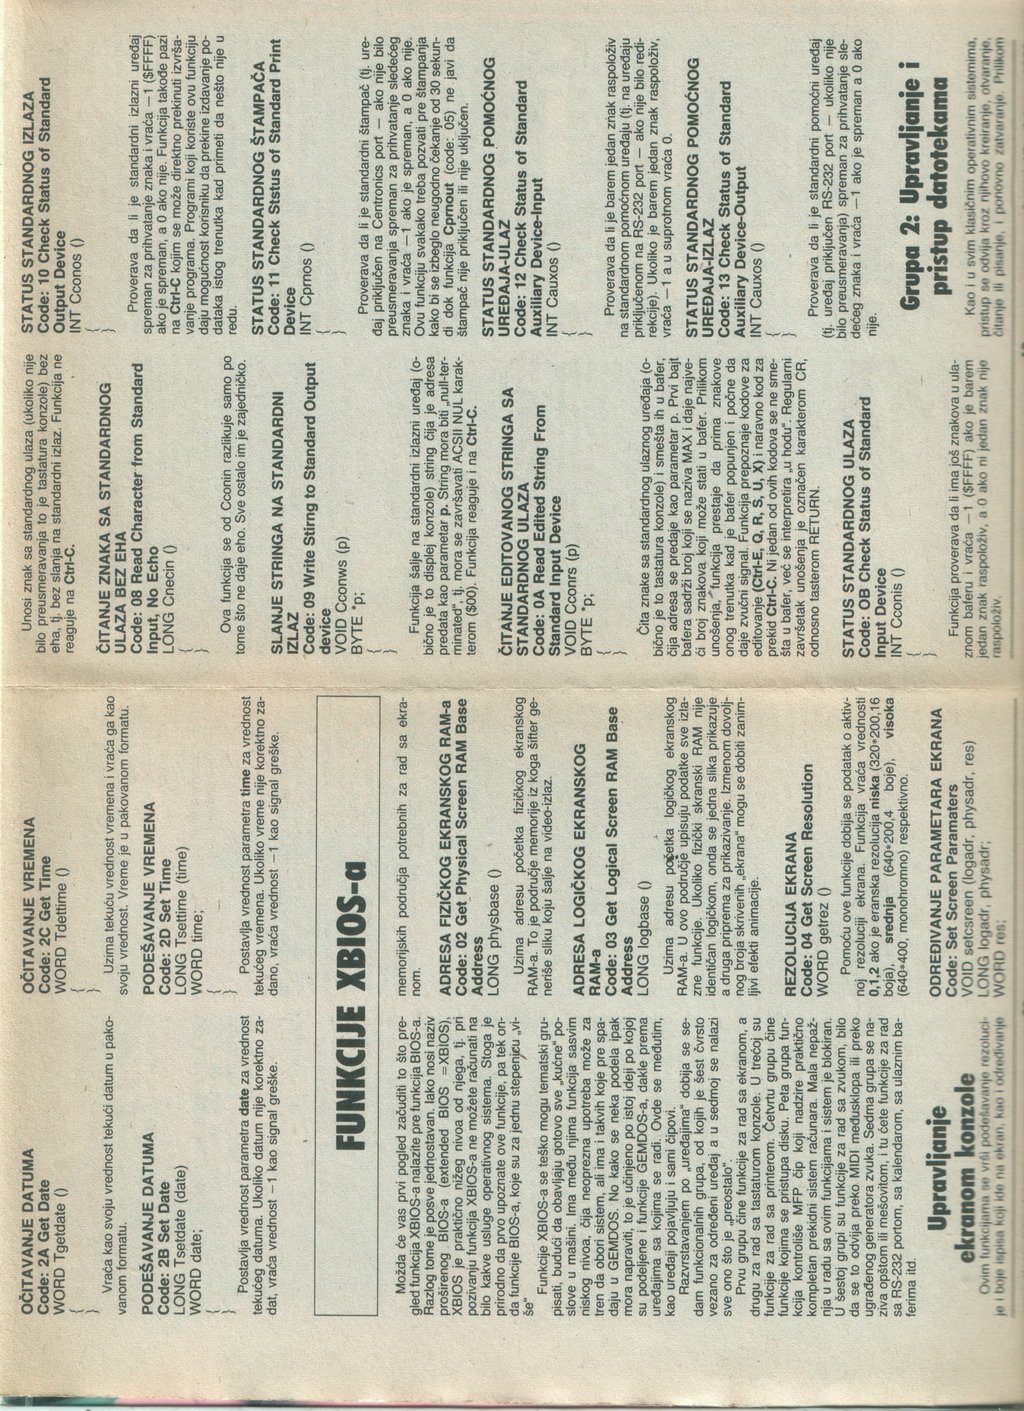 OČITAVANJE DATUMA
Code: 2A Get Date
WORD Tgetdate ()
{
}
Vraća kao svoju vrednost tekući datum u pako-
vanom formatu.
PODEŠAVANJE DATUMA
Code: 2B Set Date
LONG Tsetdate (date)
WORD date;
{
}
Postavlja vrednost parametra date za vrednost
tekućeg datuma. Ukoliko datum nije korektno za-
dat, vraća vrednost −1 kao signal greške.
OČITAVANJE VREMENA
Code: 2C Get Time
WORD Tdettime ()
{
}
Uzima tekuću vrednost vremena i vraća ga kao
svoju vrednost. Vreme je u pakovanom formatu.
PODEŠAVANJE VREMENA
Code: 2D Set Time
LONG Tsettime (time)
WORD time;
{
}
Postavlja vrednost parametra time za vrednost
tekućeg vremena. Ukoliko vreme nije korektno za-
dano, vraća vrednost −1 kao signal greške.
FUNKCIJE XBIOS-a
Možda će vas prvi pogled začuditi to što pre-
gled funkcija XBIOS-a nalazite pre funkcija BIOS-a.
Razlog tome je posve jednostavan. Iako nosi naziv
proširenog BIOS-a (extended BIOS =XBIOS),
XBIOS je praktično nižeg nivoa od njega, tj. pri
pozivanju funkcija XBIOS-a ne možete računati na
bilo kakve usluge operativnog sistema. Stoga je
prirodno da prvo upoznate ove funkcije, pa tek on-
da funkcije BIOS-a, koje su za jednu stepenicu „vi-
še“
Funkcije XBIOS-a se teško mogu tematski gru-
pisati, budući da obavljaju gotovo sve „kućne“ po-
slove u mašini. Ima među njima funkcija sasvim
niskog nivoa, čija neoprezna upotreba može za
tren da obori sistem, ali ima i takvih koje pre spa-
daju u GEMDOS. No kako se neka podela ipak
mora napraviti, to je učinjeno po istoj ideji po kojoj
su podeljene i funkcije GEMDOS-a, dakle prema
uređajima sa kojima se radi. Ovde se međutim,
kao uređaji pojavljuju i sami čipovi.
Razvrstavanjem po „uređajima“ dobija se se-
dam funkcionalnih grupa, od kojih je šest čvrsto
vezano za određeni uređaj a u sedmoj se nalazi
sve ono što je „preostalo“.
Prvu grupu čine funkcije za rad sa ekranom, a
drugu za rad sa tastaturom konzole. U trećoj su
funkcije za rad sa printerom. Četvrtu grupu čine
funkcije kojima se pristupa disku. Peta grupa fun-
kcija kontroliše MFP čip koji nadzire praktično
kompletan prekidni sistem računara. Mala nepaž-
nja u radu sa ovim funkcijama i sistem je blokiran.
U šestoj grupi su funkcije za rad sa zvukom, bilo
da se to odvija preko MIDI međusklopa ili preko
ugrađenog generatora zvuka. Sedma grupa se na-
ziva opštom ili mešovitom, i tu ćete funkcije za rad
sa RS-232 portom, sa kalendarom, sa ulaznim ba-
ferima itd.
Upravljanje
ekranom konzole
Ovim funkcijama se vrši podešavanje rezoluci-
je i boje ispisa koji ide na ekran, kao i određivanje
memorijskih područja potrebnih za rad sa ekra-
nom;
ADRESA FIZIČKOG EKRANSKOG RAM-a
Code: 02 Get Physical Screen RAM Base
Address
LONG physbase ()
Uzima adresu početka fizičkog ekranskog
RAM-a. To je područje memorije iz koga šifter ge-
neriše sliku koju šalje na video-izlaz.
ADRESA LOGIČKOG EKRANSKOG
RAM-a
Code: 03 Get Logical Screen RAM Base
Address
LONG logbase ()
Uzima adresu početka logičkog ekranskog
RAM-a. U ovo područje upisuju podatke sve izla-
zne funkcije. Ukoliko fizički skranski RAM nije
identičan logičkom, onda se jedna slika prikazuje
a druga priprema za prikazivanje. Izmenom dovolj-
nog broja skrivenih „ekrana“ mogu se dobiti zanim-
ljivi efekti animacije.
REZOLUCIJA EKRANA
Code: 04 Get Screen Resolution
WORD getrez ()
Pomoću ove funkcije dobija se podatak o aktiv-
noj rezoluciji ekrana. Funkcija vraća vrednosti
0,1,2 ako je eranska rezolucija niska (320*200,16
boja), srednja (640*200,4 boje), visoka
(640*400, monohromno) respektivno.
ODREĐIVANJE PARAMETARA EKRANA
Code: Set Screen Paramaters
VOID setcsreen (logadr, physadr, res)
LONG logadr, physadr;
WORD res;
Unosi znak sa standardnog ulaza (ukoliko nije
bilo preusmeravanja to je tastatura konzole) bez
eha, tj. bez slanja na standardni izlaz. Funkcija ne
reaguje na Ctrl-C.
ČITANJE ZNAKA SA STANDARDNOG
ULAZA BEZ EHA
Code: 08 Read Character from Standard
Input, No Echo
LONG Cnecin ()
{
}
Ova funkcija se od Cconin razlikuje samo po
tome što ne daje eho. Sve ostalo im je zajedničko.
SLANJE STRINGA NA STANDARDNI
IZLAZ
Code: 09 Write Stirng to Standard Output
device
VOID Cconws (p)
BYTE *p;
{
}
Funkcija šalje na standardni izlazni uređaj (o-
bično je to displej konzole) string čija je adresa
predata kao parametar p. String mora biti „null-ter-
minated“, tj. mora se završavati ACSII NUL karak-
terom ($00). Funkcija reaguje i na Ctrl-C.
ČITANJE EDITOVANOG STRINGA SA
STANDARDNOG ULAZA
Code: 0A Read Edited String From
Standard Input Device
VOID Cconrs (p)
BYTE *p;
{
}
Čita znake sa standardnog ulaznog uređaja (o-
bično je to tastatura konzole) i smešta ih u bafer,
čija adresa se predaje kao parametar p. Prvi bajt
bafera sadrži broj koji se naziva MAX i daje najve-
ći broj znakova koji može stati u bafer. Prilikom
unošenja, funkcija prestaje da prima znakove
onog trenutka kad je bafer popunjen i počne da
daje zvučni signal. Funkcija prepoznaje kodove za
editovanje (Ctrl-E, Q, R, S, U, X) i naravno kod za
prekid Ctrl-C. Ni jedan od ovih kodova se ne sme-
šta u bafer, već se interpretira „u hodu“. Regularni
završetak unošenja je označen karakterom CR,
odnosno tasterom RETURN.
STATUS STANDARDNOG ULAZA
Code: OB Check Status of Standard
Input Device
INT Cconis ()
{
}
Funkcija proverava da li ima još znakova u ula-
znom baferu i vraća −1 ($FFFF) ako je barem
jedan znak raspoloživ, a 0 ako ni jedan znak nije
raspoloživ.
STATUS STANDARDNOG IZLAZA
Code: 10 Check Status of Standard
Output Device
INT Cconos ()
{
}
Proverava da li je standardni izlazni uređaj
spreman za prihvatanje znaka i vraća −1 ($FFFF)
ako je spreman, a 0 ako nije. Funkcija takođe pazi
na Ctrl-C kojim se može direktno prekinuti izvrša-
vanje programa. Programi koji koriste ovu funkciju
daju mogućnost korisniku da prekine izdavanje po-
dataka istog trenutka kad primeti da nešto nije u
redu.
STATUS STANDARDNOG ŠTAMPAČA
Code: 11 Check Ststus of Standard Print
Device
INT Cprnos ()
{
}
Proverava da li je standardni štampač (tj. ure-
đaj priključen na Centronics port — ako nije bilo
preusmeravanja spreman za prihvatanje sledećeg
znaka i vraća −1 ako je spreman, a 0 ako nije.
Ovu funkciju svakako treba pozvati pre štampanja
kako bi se izbeglo neugodno čekanje od 30 sekun-
di dok funkcija Cprnout (code: 05) ne javi da
štampač nije priključen ili nije uključen.
STATUS STANDARDNOG POMOĆNOG
UREĐAJA-ULAZ
Code: 12 Check Status of Standard
Auxiliary Device-Input
INT Cauxos ()
{
}
Proverava da li je barem jedan znak raspoloživ
na standardnom pomoćnom uređaju (tj. na uređaju
priključenom na RS-232 port — ako nije bilo redi-
rekcije). Ukoliko je barem jedan znak raspoloživ,
vraća −1 a u suprotnom vraća 0.
STATUS STANDARDNOG POMOĆNOG
UREĐAJA-IZLAZ
Code: 13 Check Status of Standard
Auxiliary Device-Output
INT Cauxos ()
{
}
Proverava da li je standardni pomoćni uređaj
(tj. uređaj priključen RS-232 port — ukoliko nije
bilo preusmeravanja) spreman za prihvatanje sle-
dećeg znaka i vraća −1 ako je spreman a 0 ako
nije.
Grupa 2: Upravljanje i
pristup datotekama
Kao i u svim klasičnim operativnim sistemima,
pristup se odvija kroz njihovo kreiranje, otvaranje,
čitanje ili pisanje, i ponovno zatvaranje. Prilikom